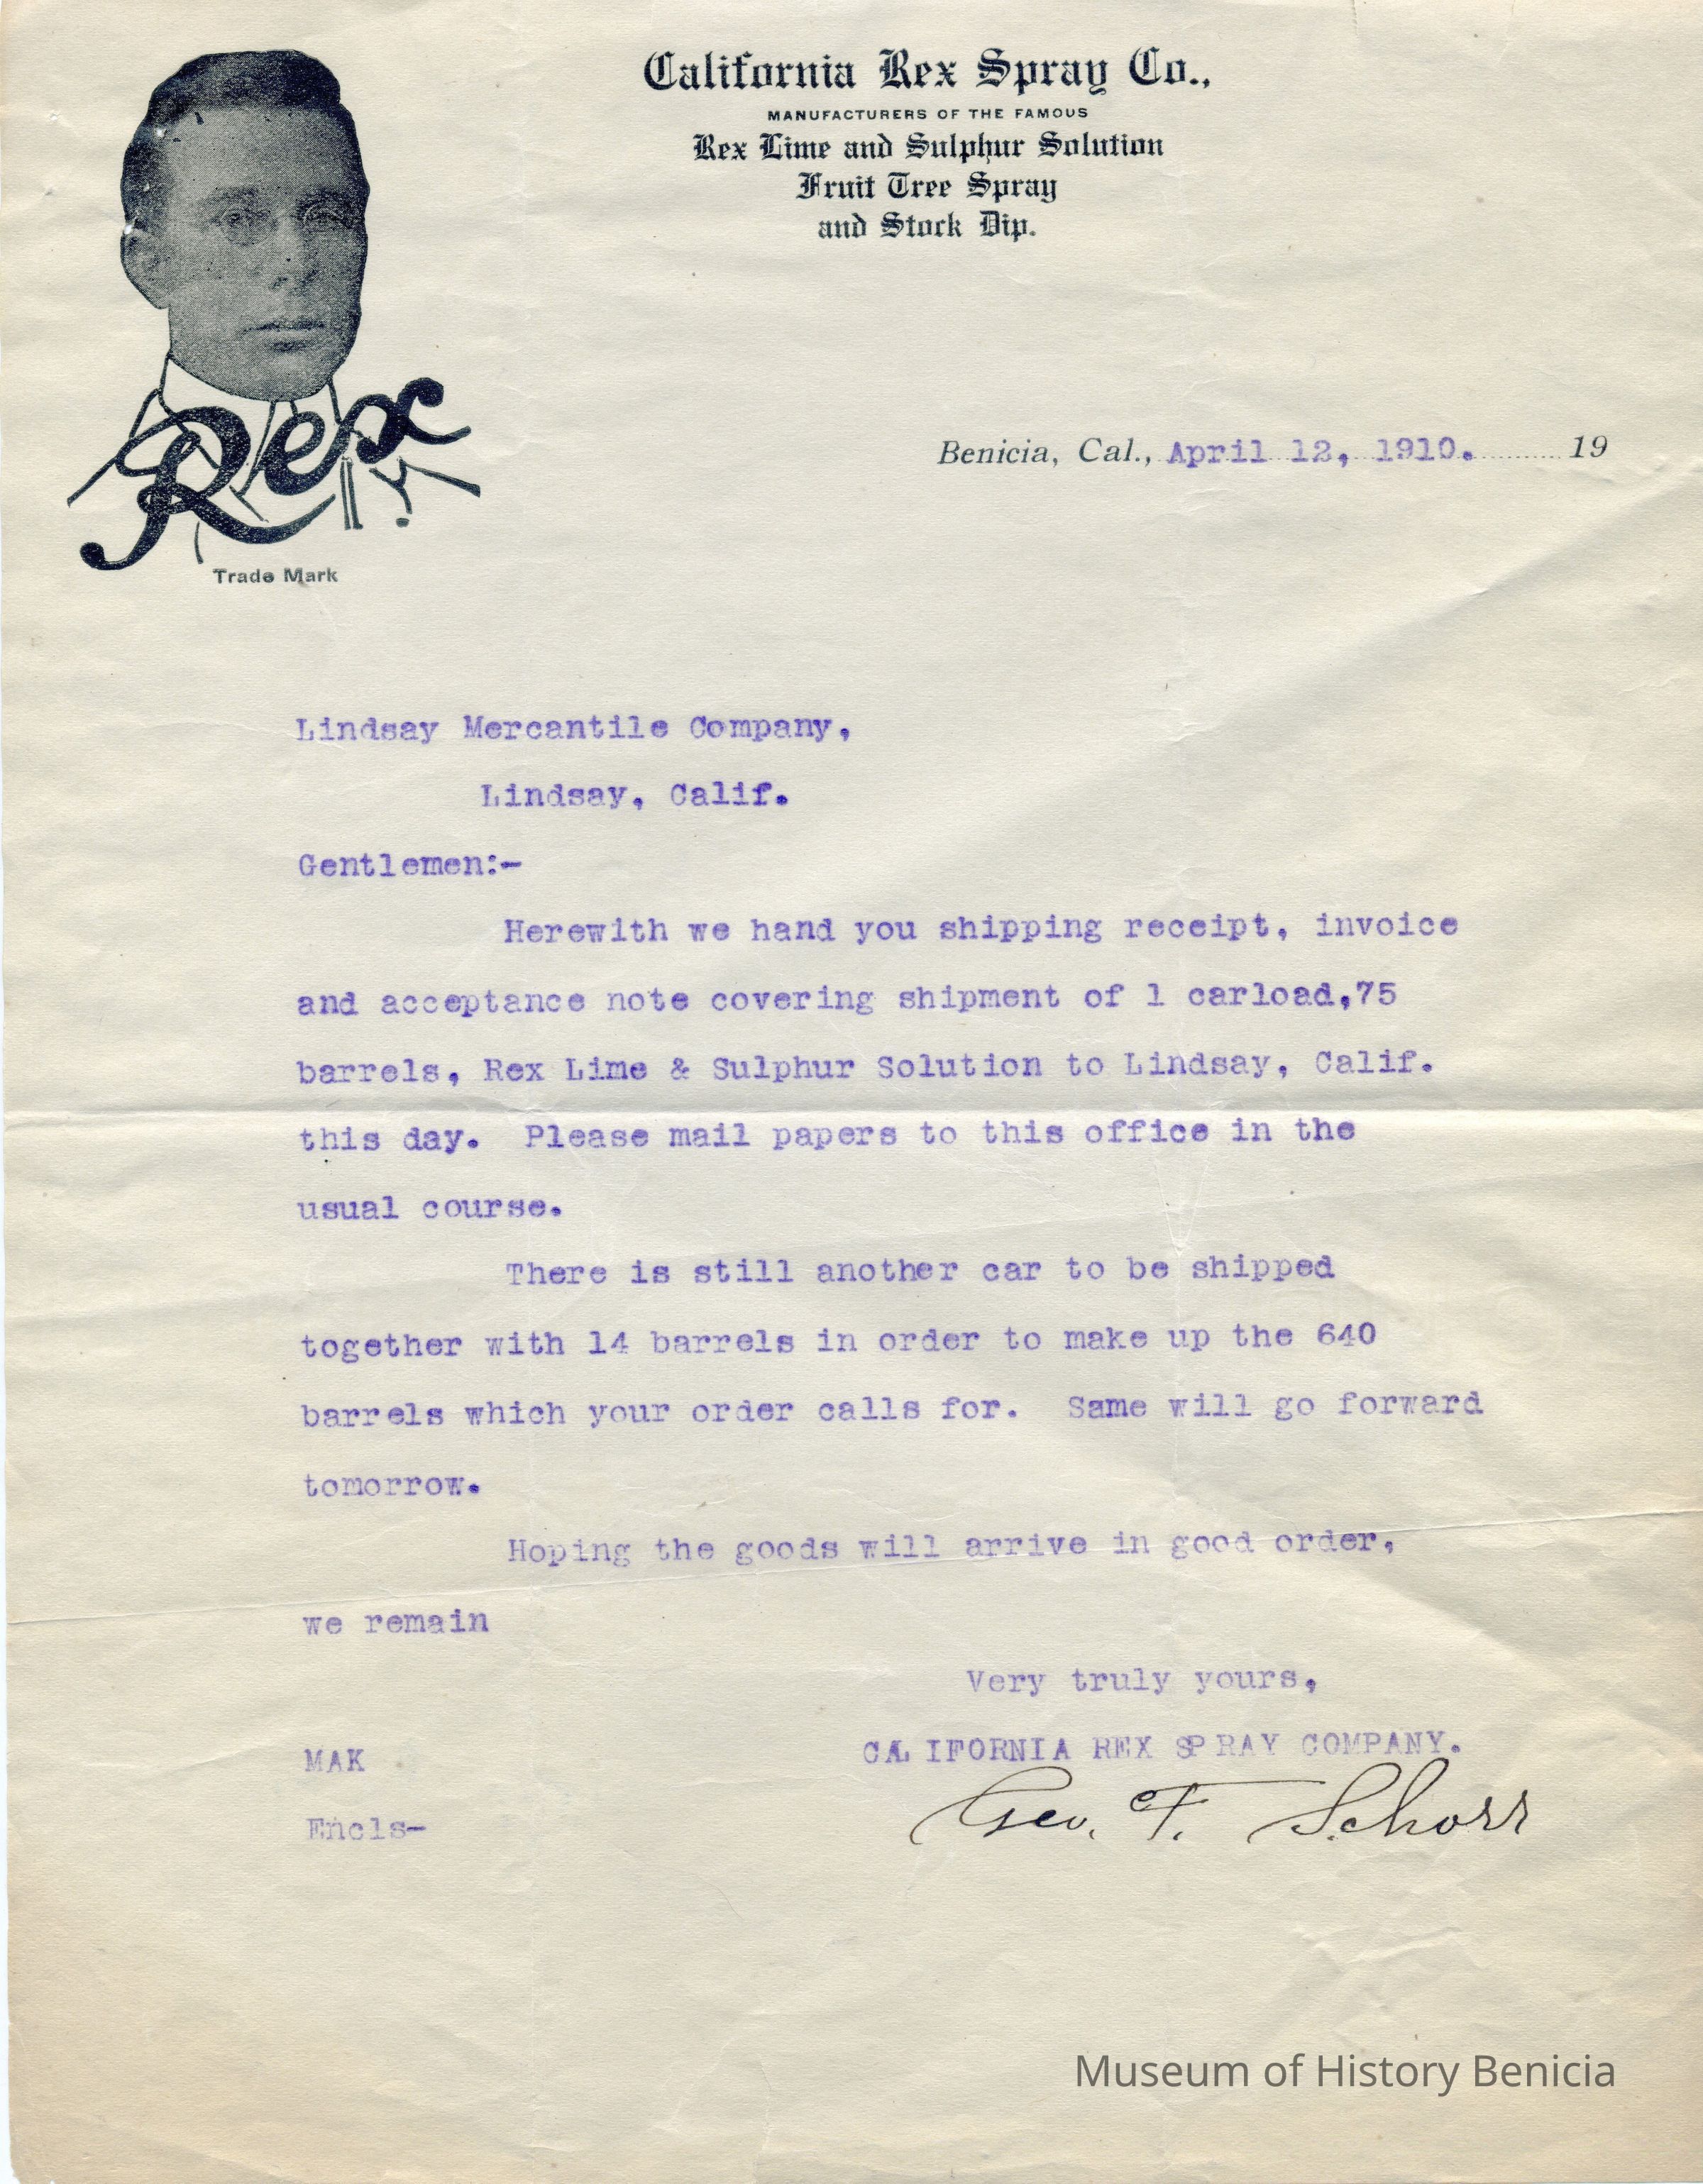 California Rex Spray Co.,
MANUFACTURERS OF THE FAMOUS
Rex Lime and Sulphur Solution
Fruit Tree Spray
and Stock Dip.
Rex
Trade Mark
Benicia, Cal., April 12, 1910. 19
Lindsay Mercantile Company,
Lindsay, Calif.
Gentlemen:-
Herewith we hand you shipping receipt, invoice
and acceptance note covering shipment of 1 carload,75
barrels, Rex Lime & Sulphur Solution to Lindsay, Calif.
this day. Please mail papers to this office in the
usual course.
There is still another car to be shipped
together with 14 barrels in order to make up the 640
barrels which your order calls for. Same will go forward
tomorrow.
Hoping the goods will arrive in good order,
we remain
Very truly yours,
MAK CALIFORNIA REX SPRAY COMPANY.
Geo. F. Schorr
Encls-
Museum of History Benicia